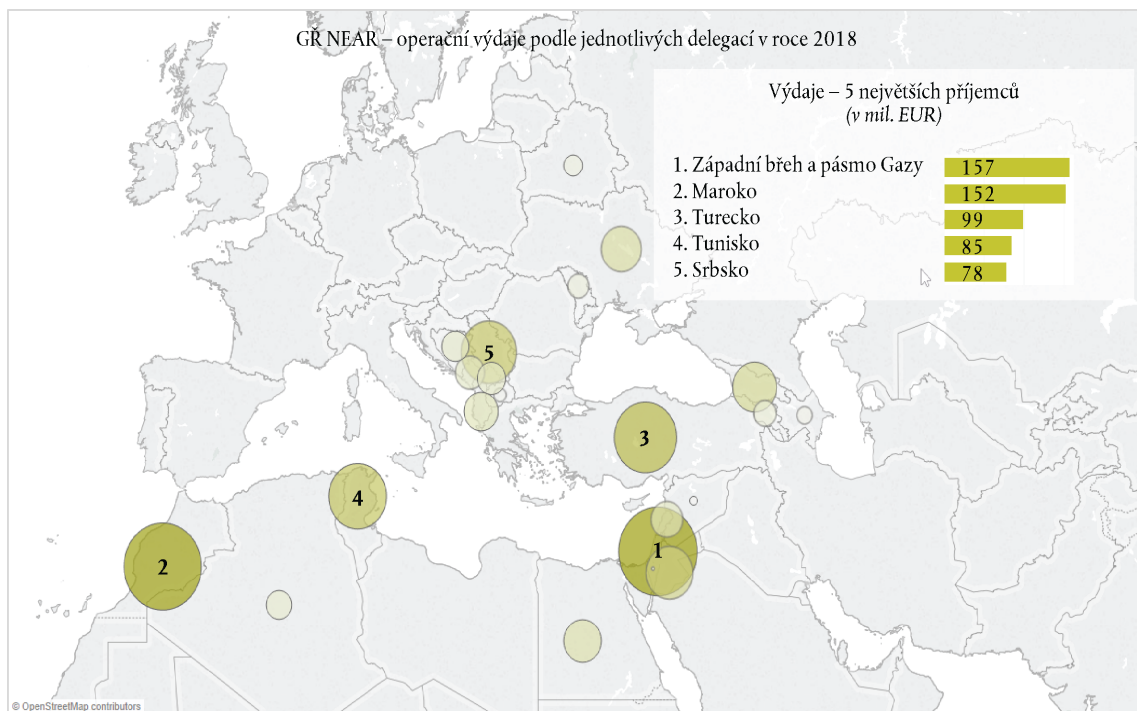 GŘ NEAR – operační výdaje podle jednotlivých delegací v roce 2018
Výdaje – 5 největších příjemců
(v mil. EUR)
1. Západní břeh a pásmo Gazy 157
2. Maroko 152
3. Turecko 99
4. Tunisko 85
5. Srbsko 78
5
3
4
1
2
© OpenStreetMap contributors